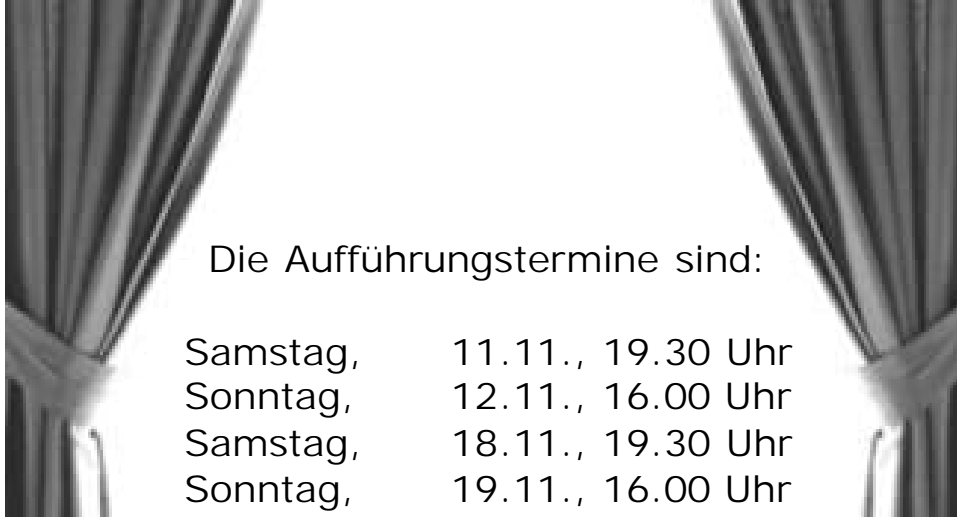 Die Aufführungstermine sind:
Samstag, 11.11., 19.30 Uhr
Sonntag, 12.11., 16.00 Uhr
Samstag, 18.11., 19.30 Uhr
Sonntag, 19.11., 16.00 Uhr